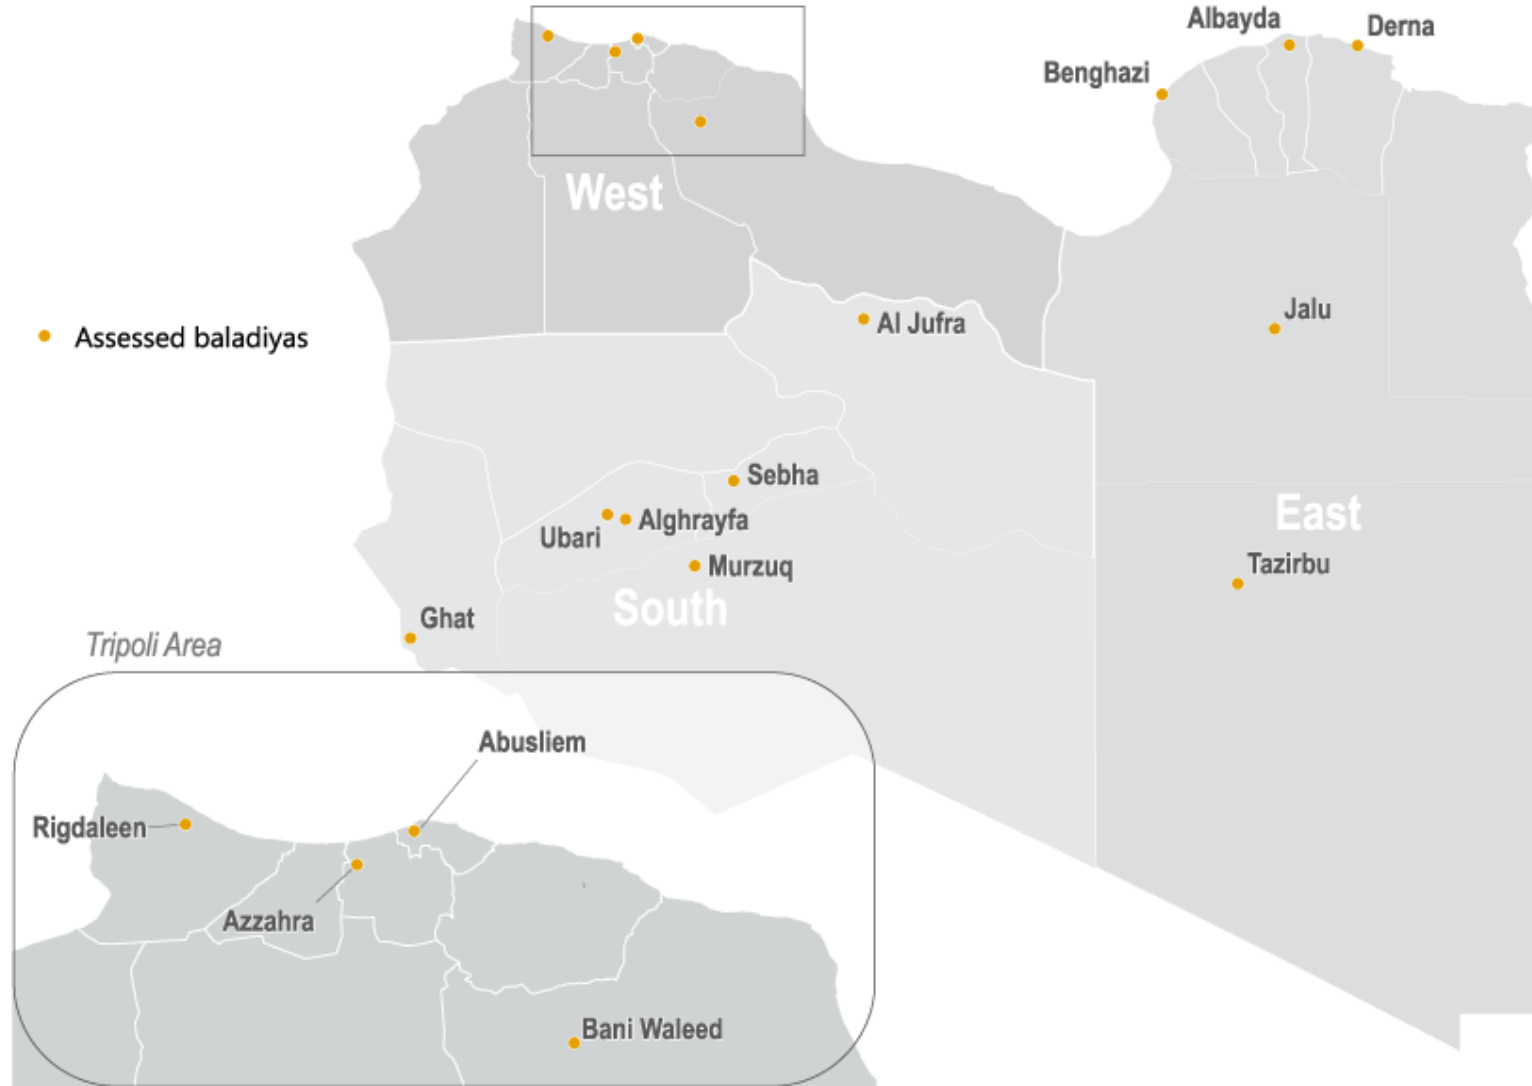 Albayda
Derna
Benghazi
West
Jalu
Al Jufra
Assessed baladiyas
Sebha
East
Alghrayfa
Ubari
Tazirbu
Murzuq
South
Ghat
Tripoli Area
Abusliem
Rigdaleen
Azzahra
Bani Waleed